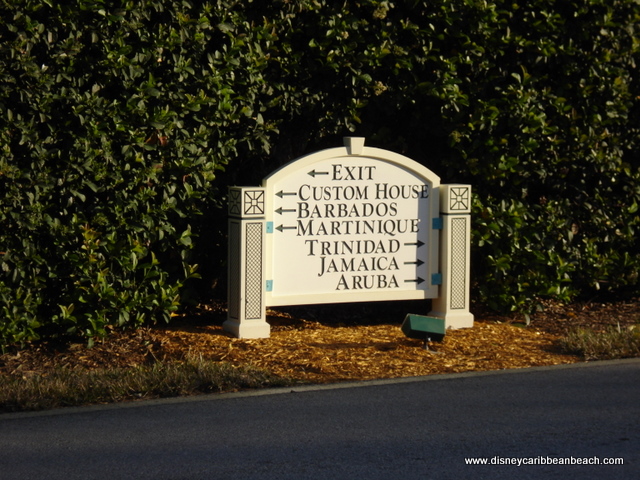 ← EXIT
← CUSTOM HOUSE
← BARBADOS
← MARTINIQUE
TRINIDAD →
JAMAICA →
ARUBA →
www.disneycaribbeanbeach.com